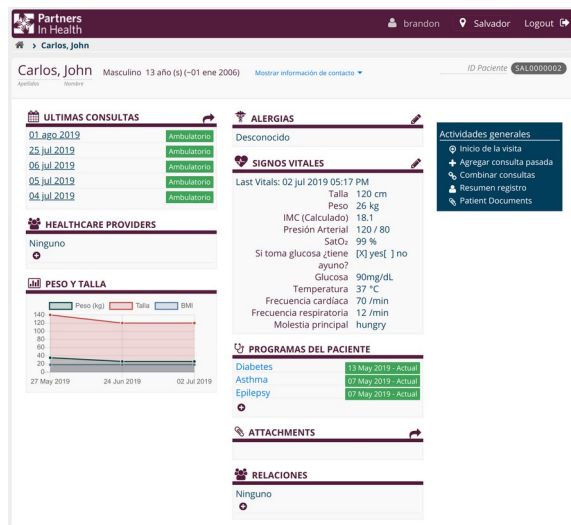 Partners
In Health
brandon
Salvador
Logout
> Carlos, John
Carlos, John
Apellidos
Nombre
Masculino 13 año (s) (~01 ene 2006)
Mostrar información de contacto
ID Paciente SAL0000002
ULTIMAS CONSULTAS
01 ago 2019 Ambulatorio
25 jul 2019 Ambulatorio
06 jul 2019 Ambulatorio
05 jul 2019 Ambulatorio
04 jul 2019 Ambulatorio
HEALTHCARE PROVIDERS
Ninguno
PESO Y TALLA
Peso (kg) Talla BMI
140
120
100
80
60
40
20
0
27 May 2019 24 Jun 2019 02 Jul 2019
ALERGIAS
Desconocido
SIGNOS VITALES
Last Vitals: 02 jul 2019 05:17 PM
Talla 120 cm
Peso 26 kg
IMC (Calculado) 18.1
Presión Arterial 120 / 80
SatO₂ 99 %
Si toma glucosa ¿tiene [X] yes[ ] no
ayuno?
Glucosa 90mg/dL
Temperatura 37 °C
Frecuencia cardíaca 70 /min
Frecuencia respiratoria 12 /min
Molestia principal hungry
PROGRAMAS DEL PACIENTE
Diabetes 13 May 2019 - Actual
Asthma 07 May 2019 - Actual
Epilepsy 07 May 2019 - Actual
ATTACHMENTS
RELACIONES
Ninguno
Actividades generales
Inicio de la visita
Agregar consulta pasada
Combinar consultas
Resumen registro
Patient Documents